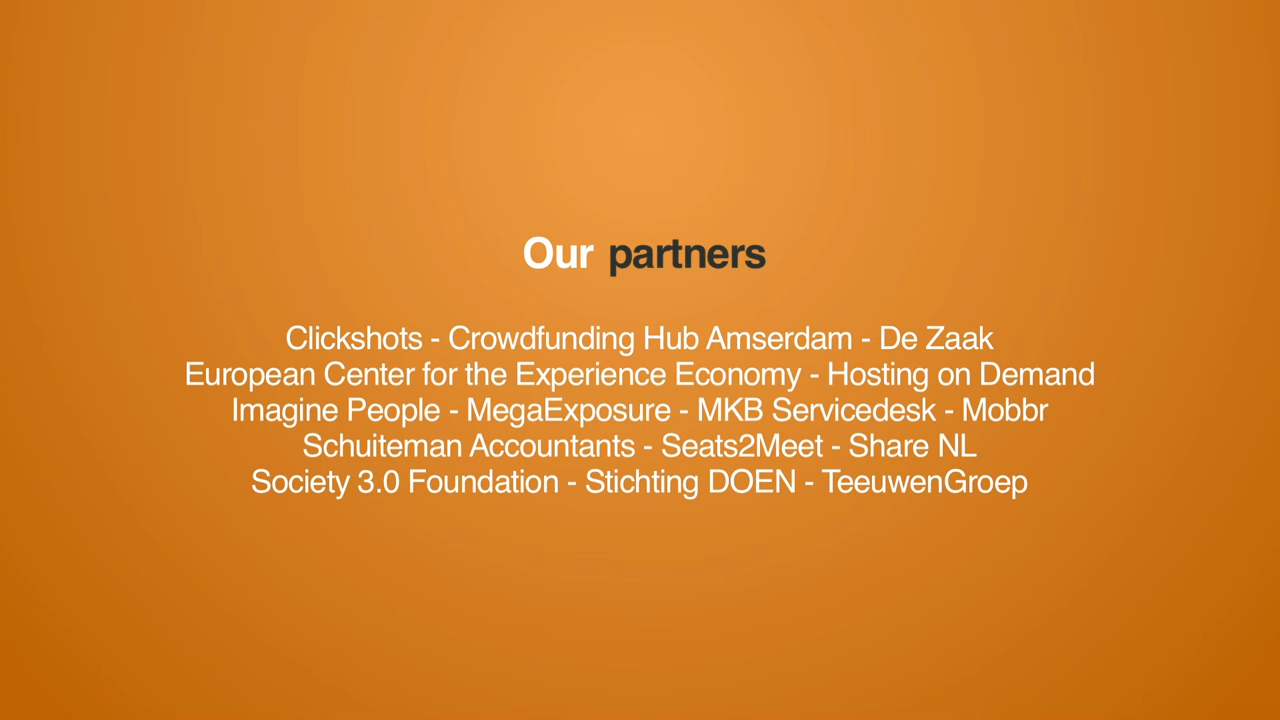 Our partners
Clickshots - Crowdfunding Hub Amserdam - De Zaak
European Center for the Experience Economy - Hosting on Demand
Imagine People - MegaExposure - MKB Servicedesk - Mobbr
Schuiteman Accountants - Seats2Meet - Share NL
Society 3.0 Foundation - Stichting DOEN - TeeuwenGroep